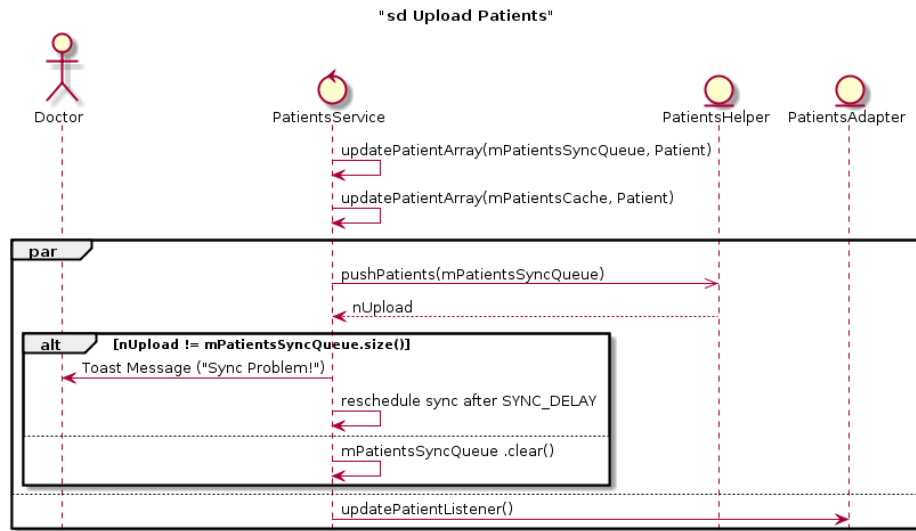 "sd Upload Patients"
Doctor
PatientsService
PatientsHelper
PatientsAdapter
updatePatientArray(mPatientsSyncQueue, Patient)
updatePatientArray(mPatientsCache, Patient)
par
pushPatients(mPatientsSyncQueue)
nUpload
alt
[nUpload != mPatientsSyncQueue.size()]
Toast Message ("Sync Problem!")
reschedule sync after SYNC_DELAY
mPatientsSyncQueue .clear()
updatePatientListener()